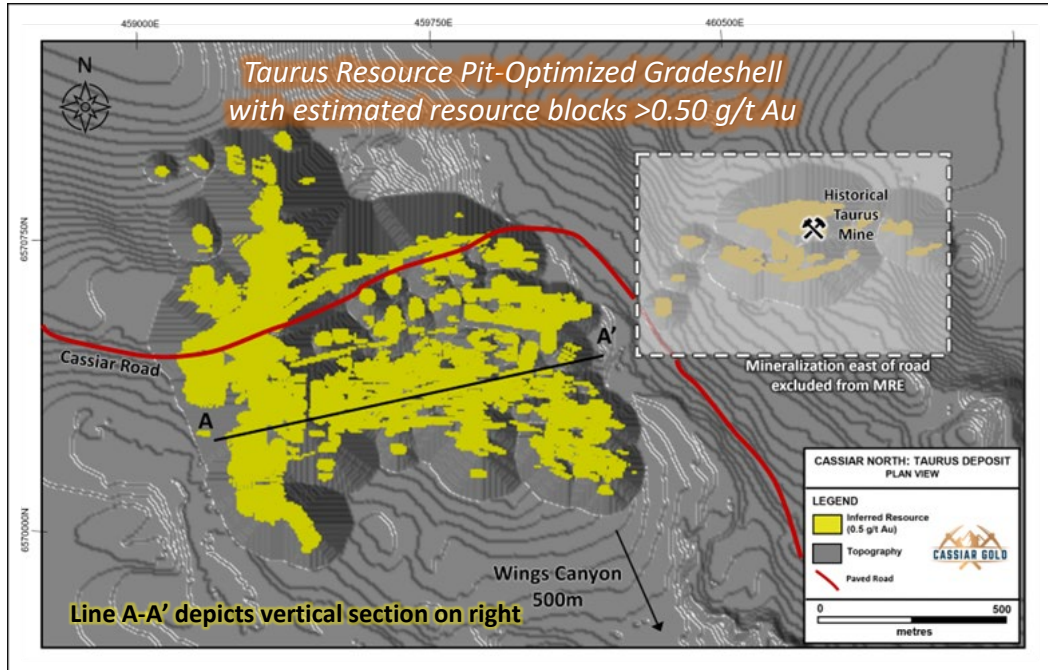 459000E
459750E
460500E
Taurus Resource Pit-Optimized Gradeshell
with estimated resource blocks >0.50 g/t Au
N
Historical
Taurus
Mine
6570750N
A'
Cassiar Road
Mineralization east of road
excluded from MRE
A
CASSIAR NORTH: TAURUS DEPOSIT
PLAN VIEW
LEGEND
Inferred Resource
(0.5 g/t Au)
Topography
CASSIAR GOLD
Paved Road
6570000N
Wings Canyon
500m
0 500
metres
Line A-A' depicts vertical section on right